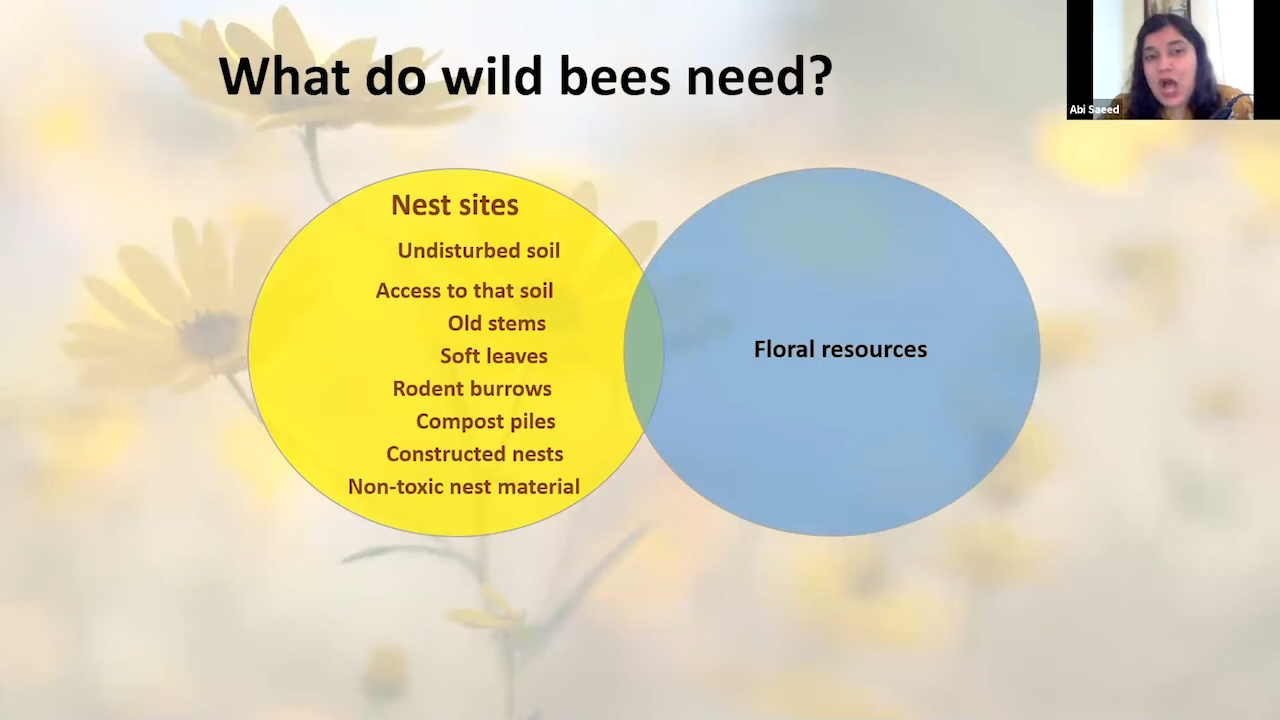 What do wild bees need?
Abi Saeed
Nest sites
Undisturbed soil
Access to that soil
Old stems
Soft leaves
Rodent burrows
Compost piles
Constructed nests
Non-toxic nest material
Floral resources